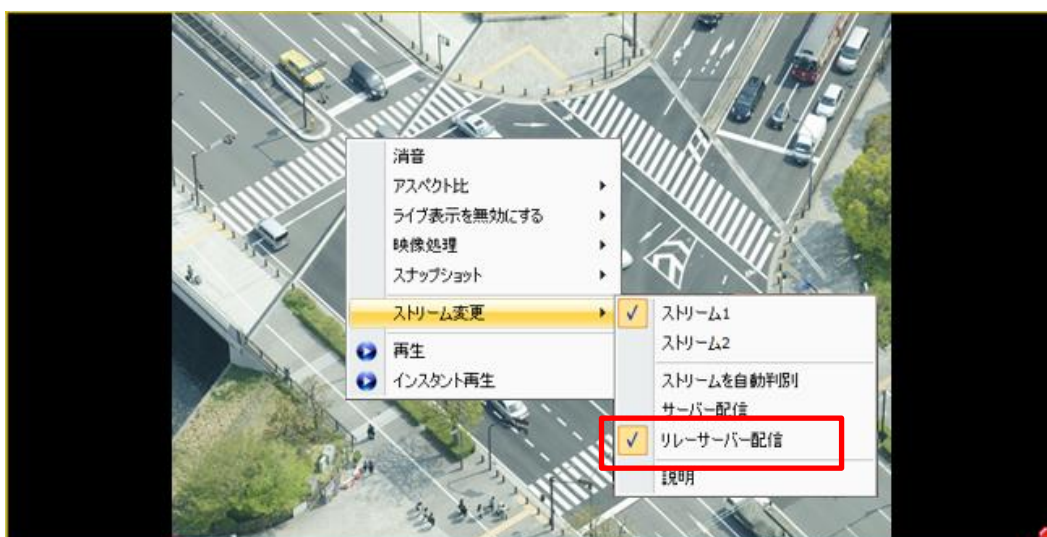 消音
アスペクト比
ライブ表示を無効にする
映像処理
スナップショット
ストリーム変更
再生
インスタント再生
ストリーム1
ストリーム2
ストリームを自動判別
サーバー配信
リレーサーバー配信
説明